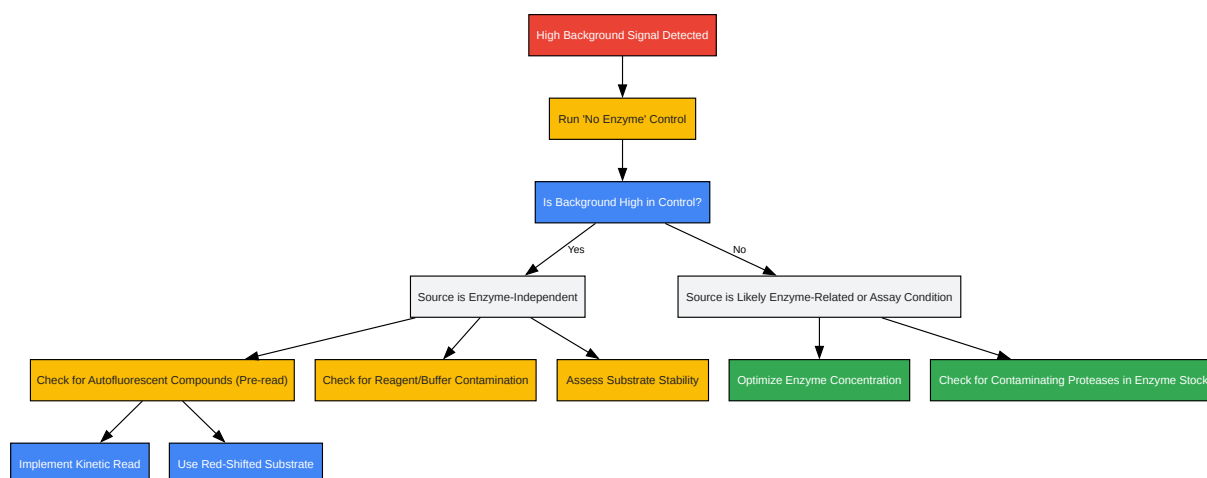 High Background Signal Detected
Run 'No Enzyme' Control
Is Background High in Control?
Yes
No
Source is Enzyme-Independent
Source is Likely Enzyme-Related or Assay Condition
Check for Autofluorescent Compounds (Pre-read)
Check for Reagent/Buffer Contamination
Assess Substrate Stability
Optimize Enzyme Concentration
Check for Contaminating Proteases in Enzyme Stock
Implement Kinetic Read
Use Red-Shifted Substrate